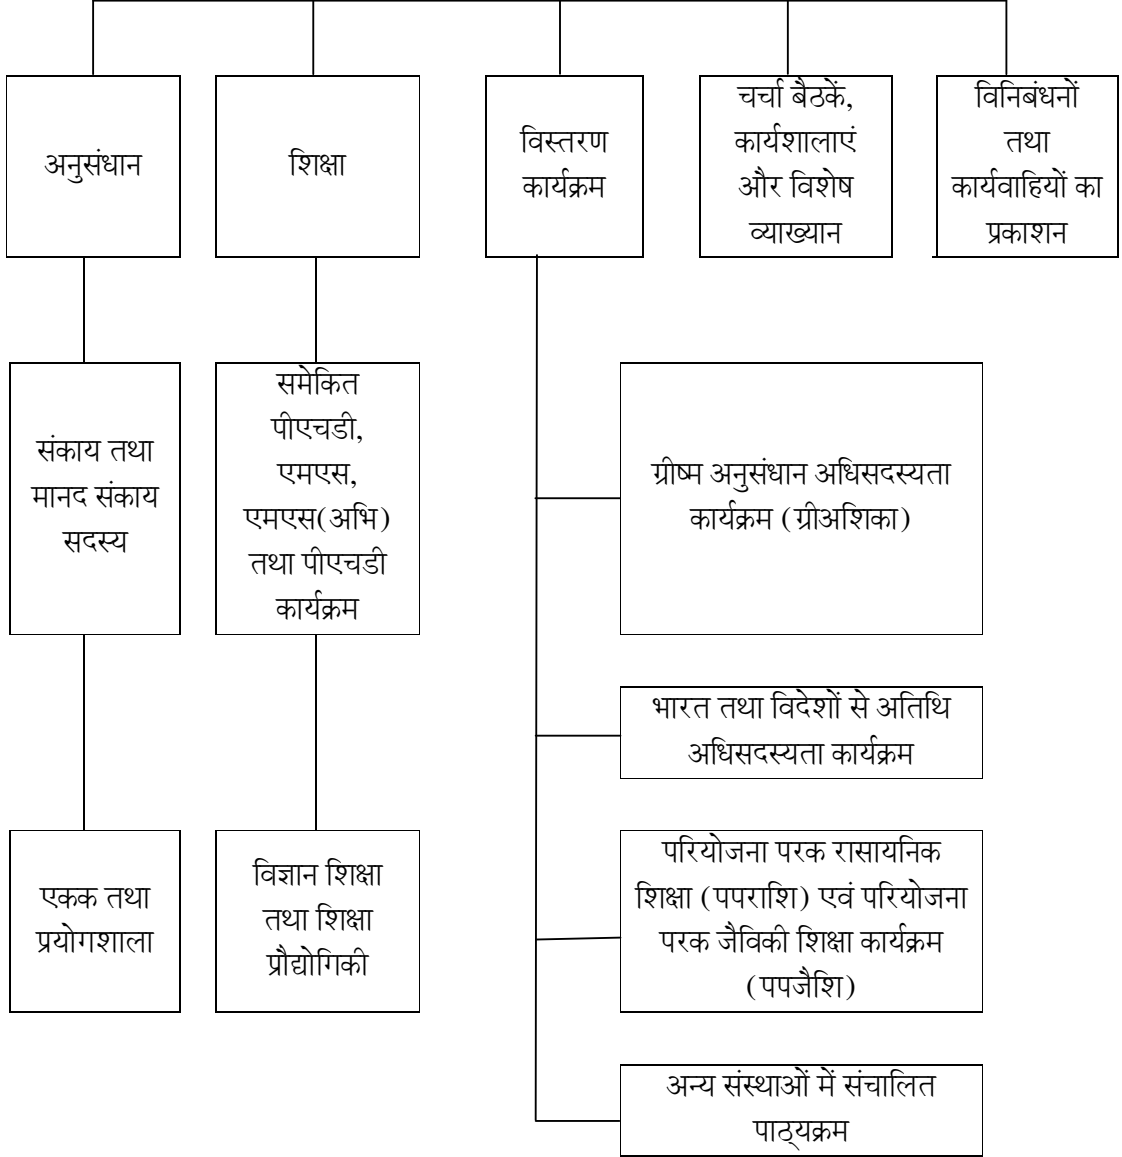 अनुसंधान
शिक्षा
विस्तरण
कार्यक्रम
चर्चा बैठकें,
कार्यशालाएं
और विशेष
व्याख्यान
विनिबंधनों
तथा
कार्यवाहियों का
प्रकाशन
संकाय तथा
मानद संकाय
सदस्य
समेकित
पीएचडी,
एमएस,
एमएस(अभि)
तथा पीएचडी
कार्यक्रम
ग्रीष्म अनुसंधान अधिसदस्यता
कार्यक्रम (ग्रीअशिका)
भारत तथा विदेशों से अतिथि
अधिसदस्यता कार्यक्रम
एकक तथा
प्रयोगशाला
विज्ञान शिक्षा
तथा शिक्षा
प्रौद्योगिकी
परियोजना परक रासायनिक
शिक्षा (पपराशि) एवं परियोजना
परक जैविकी शिक्षा कार्यक्रम
(पपजैशि)
अन्य संस्थाओं में संचालित
पाठ्यक्रम